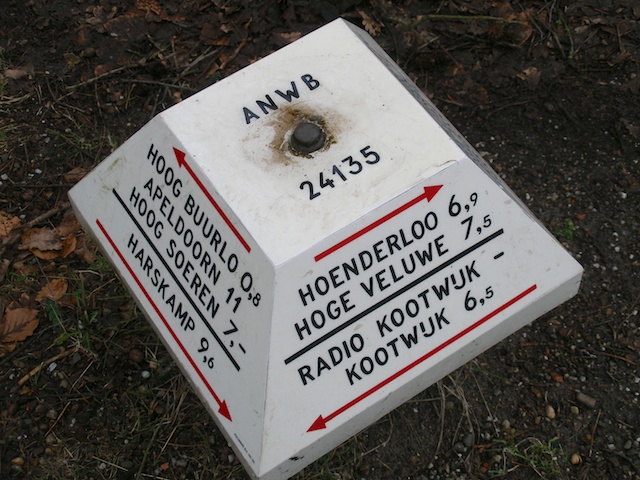 ANWB
24135
HOOG BUURLO 0,8
APELDOORN 11
HOOG SOEREN 7,-
HARSKAMP 9,6
HOENDERLOO 6,9
HOGE VELUWE 7,5
RADIO KOOTWIJK -
KOOTWIJK 6,5